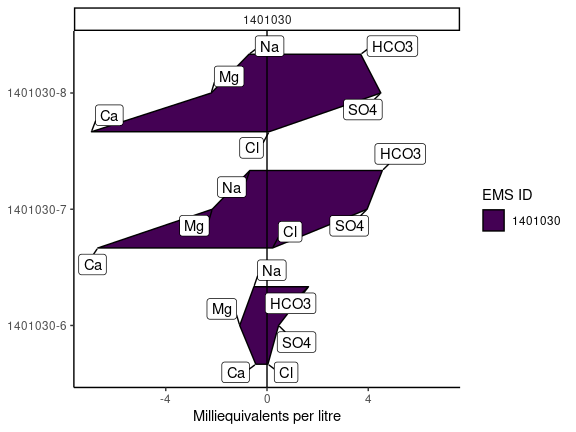 1401030
Na
HCO3
Mg
1401030-8
Ca
SO4
Cl
HCO3
Na
EMS ID
1401030-7
Mg
Cl
SO4
1401030
Ca
Na
HCO3
Mg
1401030-6
SO4
Ca
Cl
-4
0
4
Milliequivalents per litre